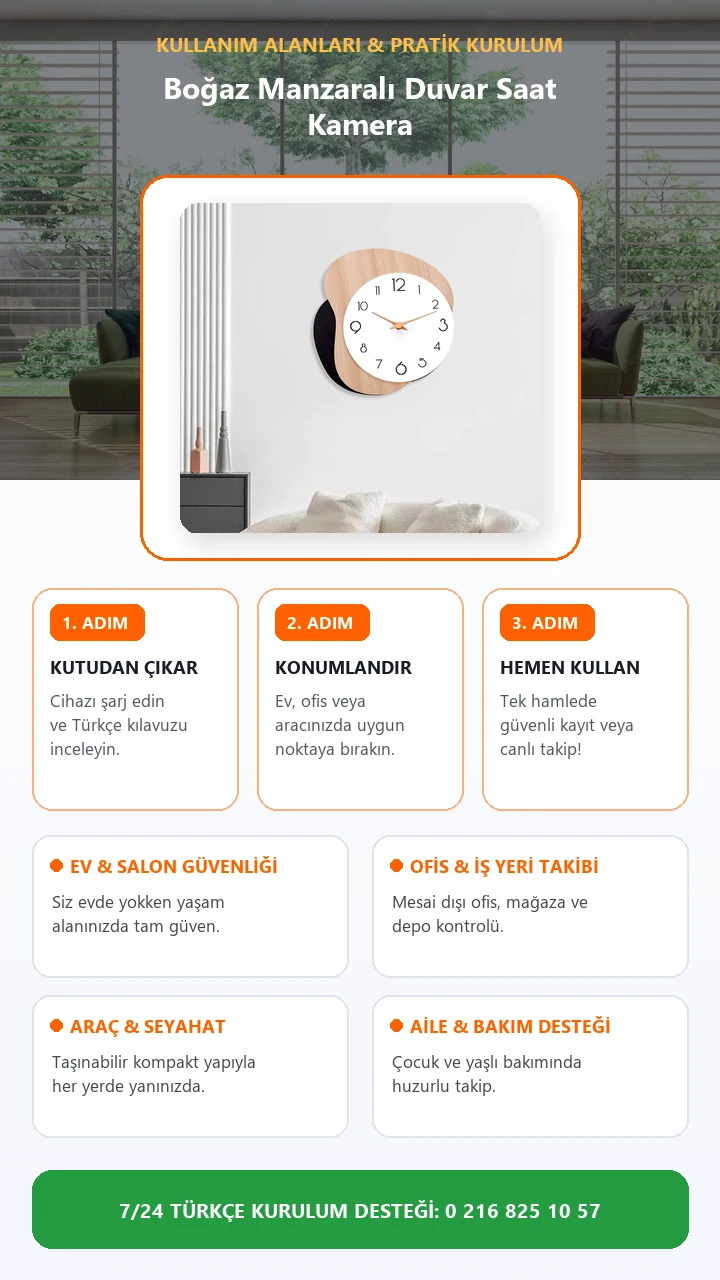 KULLANIM ALANLARI & PRATİK KURULUM
Boğaz Manzaralı Duvar Saat
Kamera
12
1
2
3
4
5
6
7
8
9
10
11
1. ADIM
KUTUDAN ÇIKAR
Cihazı şarj edin
ve Türkçe kılavuzu
inceleyin.
2. ADIM
KONUMLANDIR
Ev, ofis veya
aracınızda uygun
noktaya bırakın.
3. ADIM
HEMEN KULLAN
Tek hamlede
güvenli kayıt veya
canlı takip!
EV & SALON GÜVENLİĞİ
Siz evde yokken yaşam
alanınızda tam güven.
OFİS & İŞ YERİ TAKİBİ
Mesai dışı ofis, mağaza ve
depo kontrolü.
ARAÇ & SEYAHAT
Taşınabilir kompakt yapıyla
her yerde yanınızda.
AİLE & BAKIM DESTEĞİ
Çocuk ve yaşlı bakımında
huzurlu takip.
7/24 TÜRKÇE KURULUM DESTEĞİ: 0 216 825 10 57